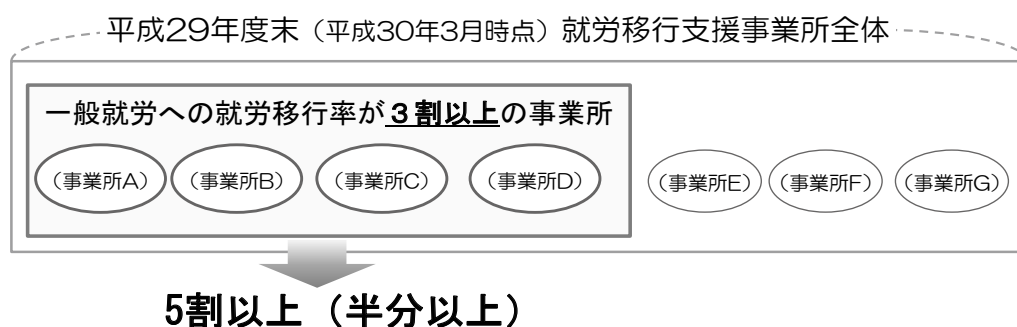 平成29年度末（平成30年3月時点）就労移行支援事業所全体
一般就労への就労移行率が３割以上の事業所
（事業所A）（事業所B）（事業所C）（事業所D）（事業所E）（事業所F）（事業所G）
5割以上（半分以上）